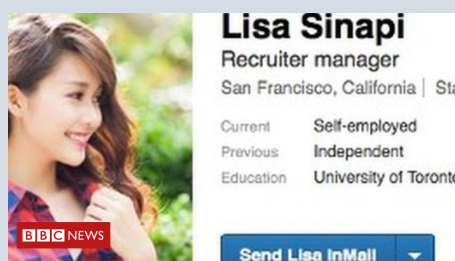 Lisa Sinapi
Recruiter manager
San Francisco, California | Sta
Current Self-employed
Previous Independent
Education University of Toronto
Send Lisa InMail
BBC NEWS